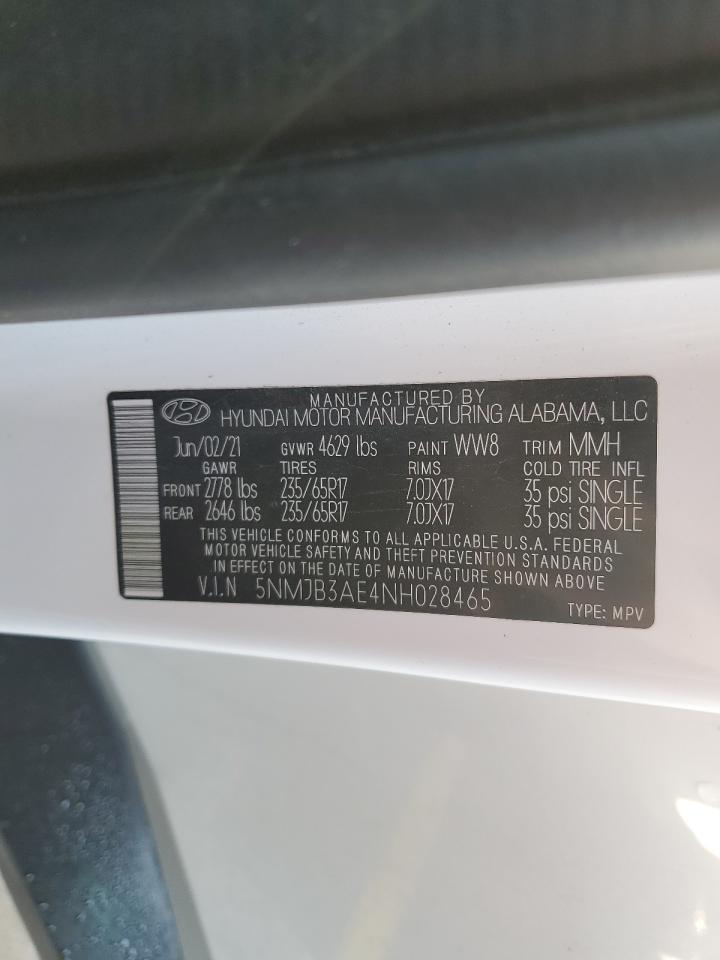 MANUFACTURED BY
HYUNDAI MOTOR MANUFACTURING ALABAMA, LLC
Jun/02/21 GVWR 4629 lbs PAINT WW8 TRIM MMH
GAWR TIRES RIMS COLD TIRE INFL
FRONT 2778 lbs 235/65R17 7.0JX17 35 psi SINGLE
REAR 2646 lbs 235/65R17 7.0JX17 35 psi SINGLE
THIS VEHICLE CONFORMS TO ALL APPLICABLE U.S.A. FEDERAL
MOTOR VEHICLE SAFETY AND THEFT PREVENTION STANDARDS
IN EFFECT ON THE DATE OF MANUFACTURE SHOWN ABOVE
V.I.N 5NMJB3AE4NH028465
TYPE: MPV